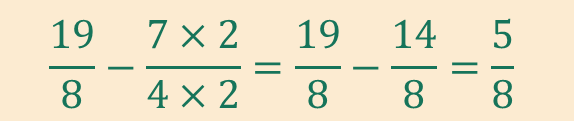 19/8 − 7 × 2/4 × 2 = 19/8 − 14/8 = 5/8